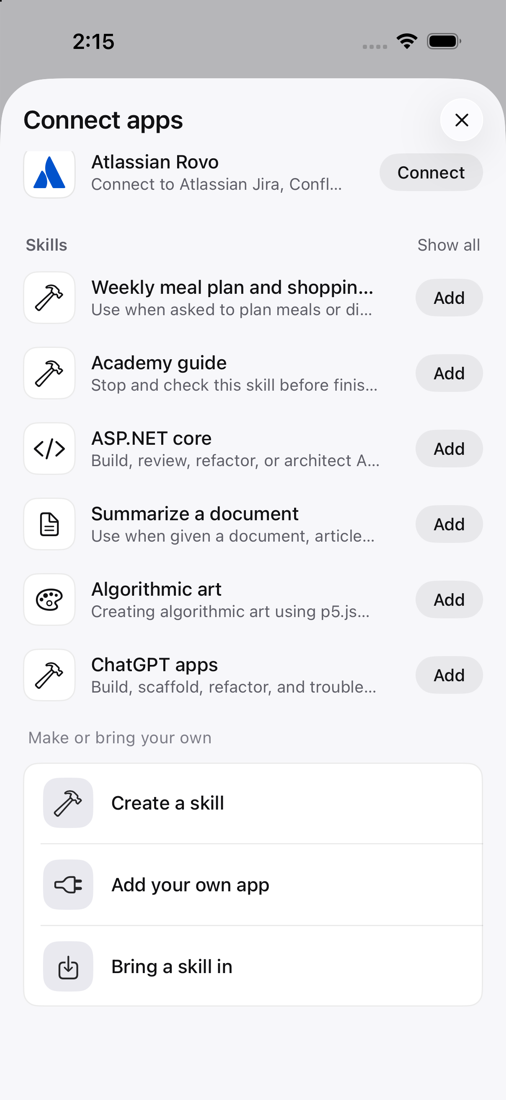 2:15
Connect apps
Atlassian Rovo
Connect to Atlassian Jira, Confl...
Connect
Skills
Show all
Weekly meal plan and shoppin...
Use when asked to plan meals or di...
Add
Academy guide
Stop and check this skill before finis...
Add
ASP.NET core
Build, review, refactor, or architect A...
Add
Summarize a document
Use when given a document, article...
Add
Algorithmic art
Creating algorithmic art using p5.js...
Add
ChatGPT apps
Build, scaffold, refactor, and trouble...
Add
Make or bring your own
Create a skill
Add your own app
Bring a skill in